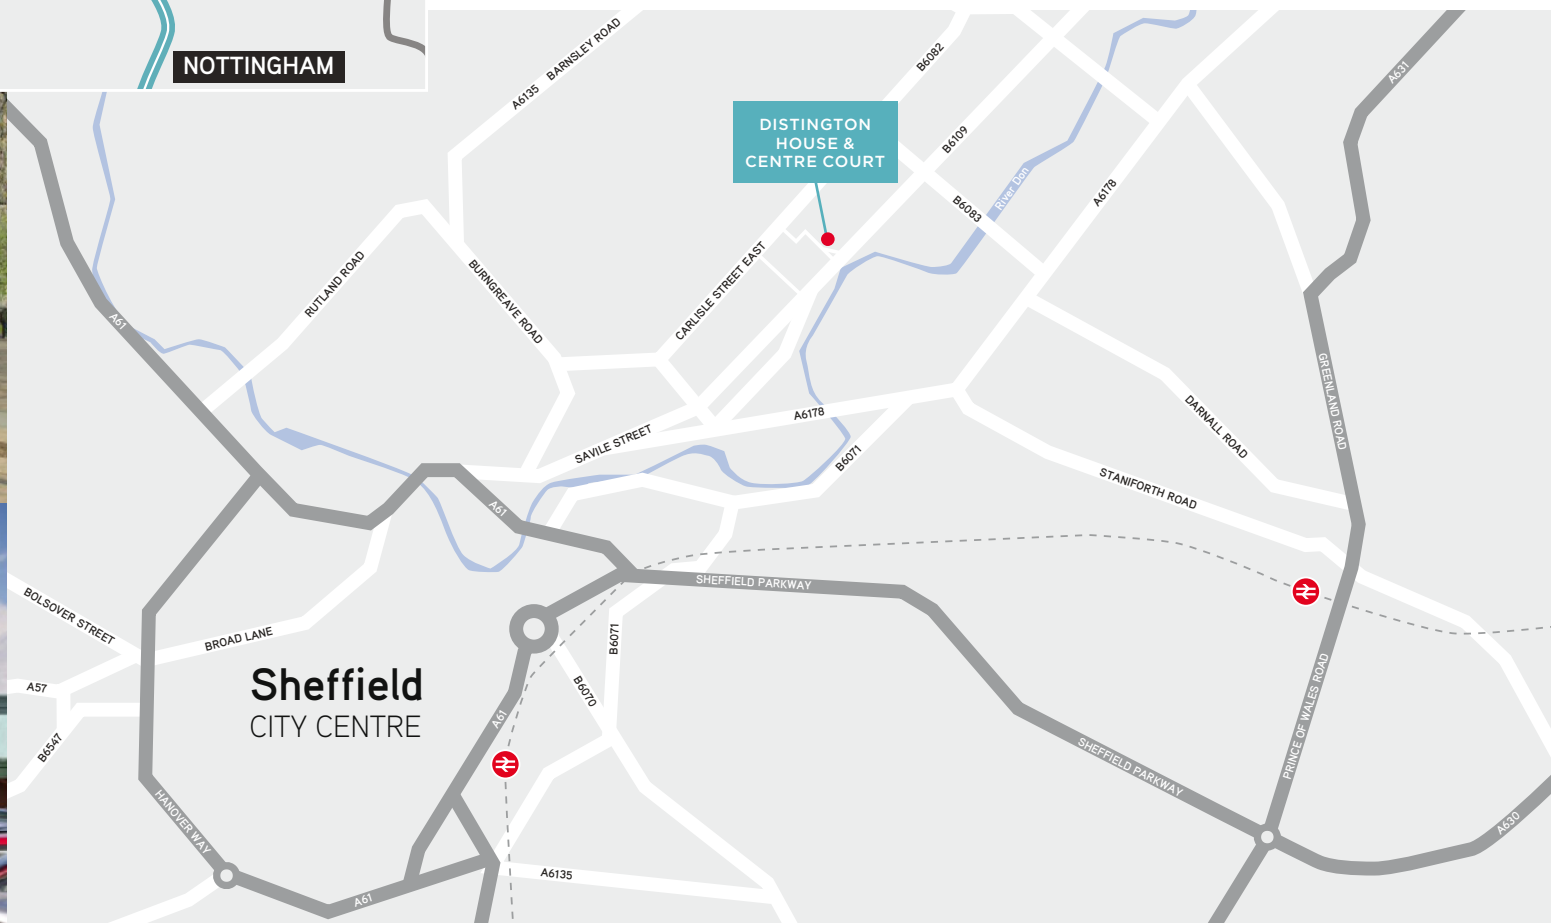 NOTTINGHAM
A6135
BARNSLEY ROAD
B6082
A631
DISTINGTON
HOUSE &
CENTRE COURT
B6109
River Don
A6178
B6083
RUTLAND ROAD
BURNGREAVE ROAD
CARLISLE STREET EAST
A61
GREENLAND ROAD
DARNALL ROAD
A6178
SAVILE STREET
B6071
STANIFORTH ROAD
A61
SHEFFIELD PARKWAY
BOLSOVER STREET
BROAD LANE
B6071
A57
Sheffield
CITY CENTRE
B6070
A61
B6547
PRINCE OF WALES ROAD
SHEFFIELD PARKWAY
HANOVER WAY
A630
A6135
A61